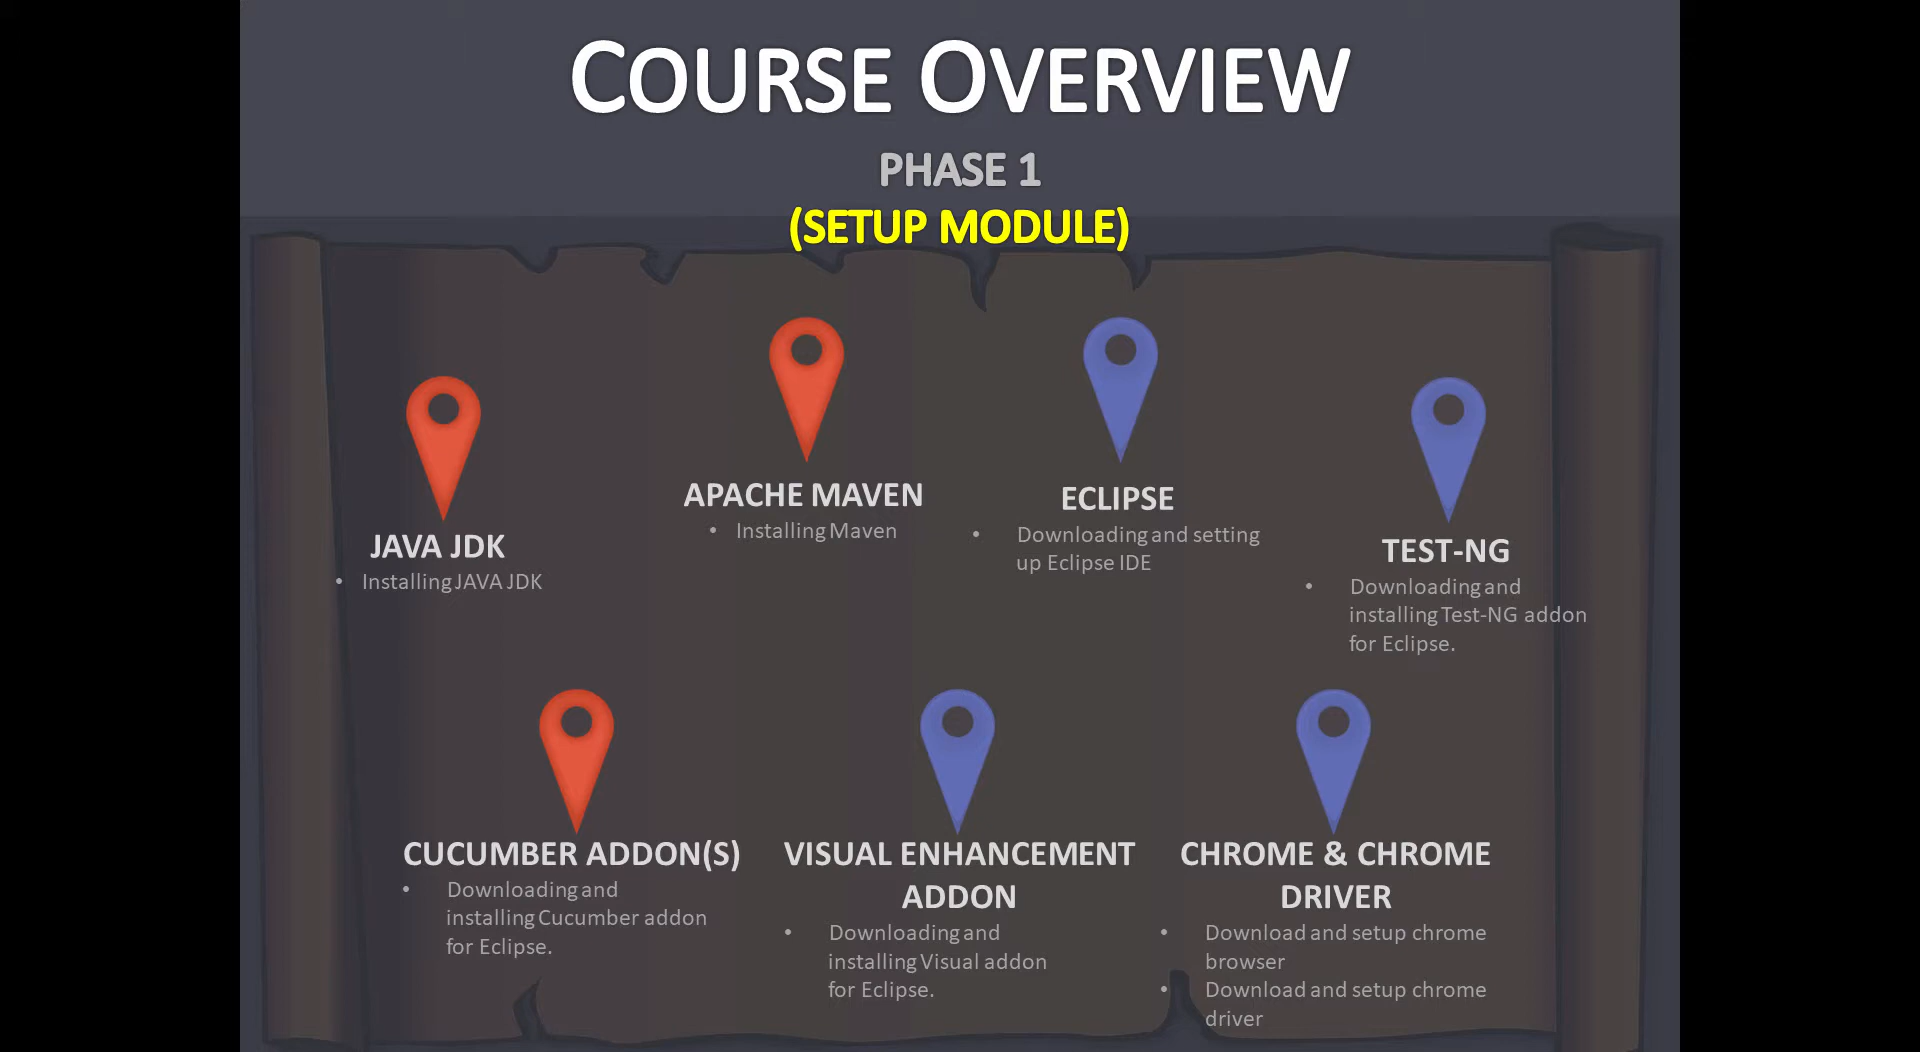 COURSE OVERVIEW
PHASE 1
(SETUP MODULE)
JAVA JDK
• Installing JAVA JDK
APACHE MAVEN
• Installing Maven
ECLIPSE
• Downloading and setting
up Eclipse IDE
TEST-NG
• Downloading and
installing Test-NG addon
for Eclipse.
CUCUMBER ADDON(S)
• Downloading and
installing Cucumber addon
for Eclipse.
VISUAL ENHANCEMENT
ADDON
• Downloading and
installing Visual addon
for Eclipse.
CHROME & CHROME
DRIVER
• Download and setup chrome
browser
• Download and setup chrome
driver